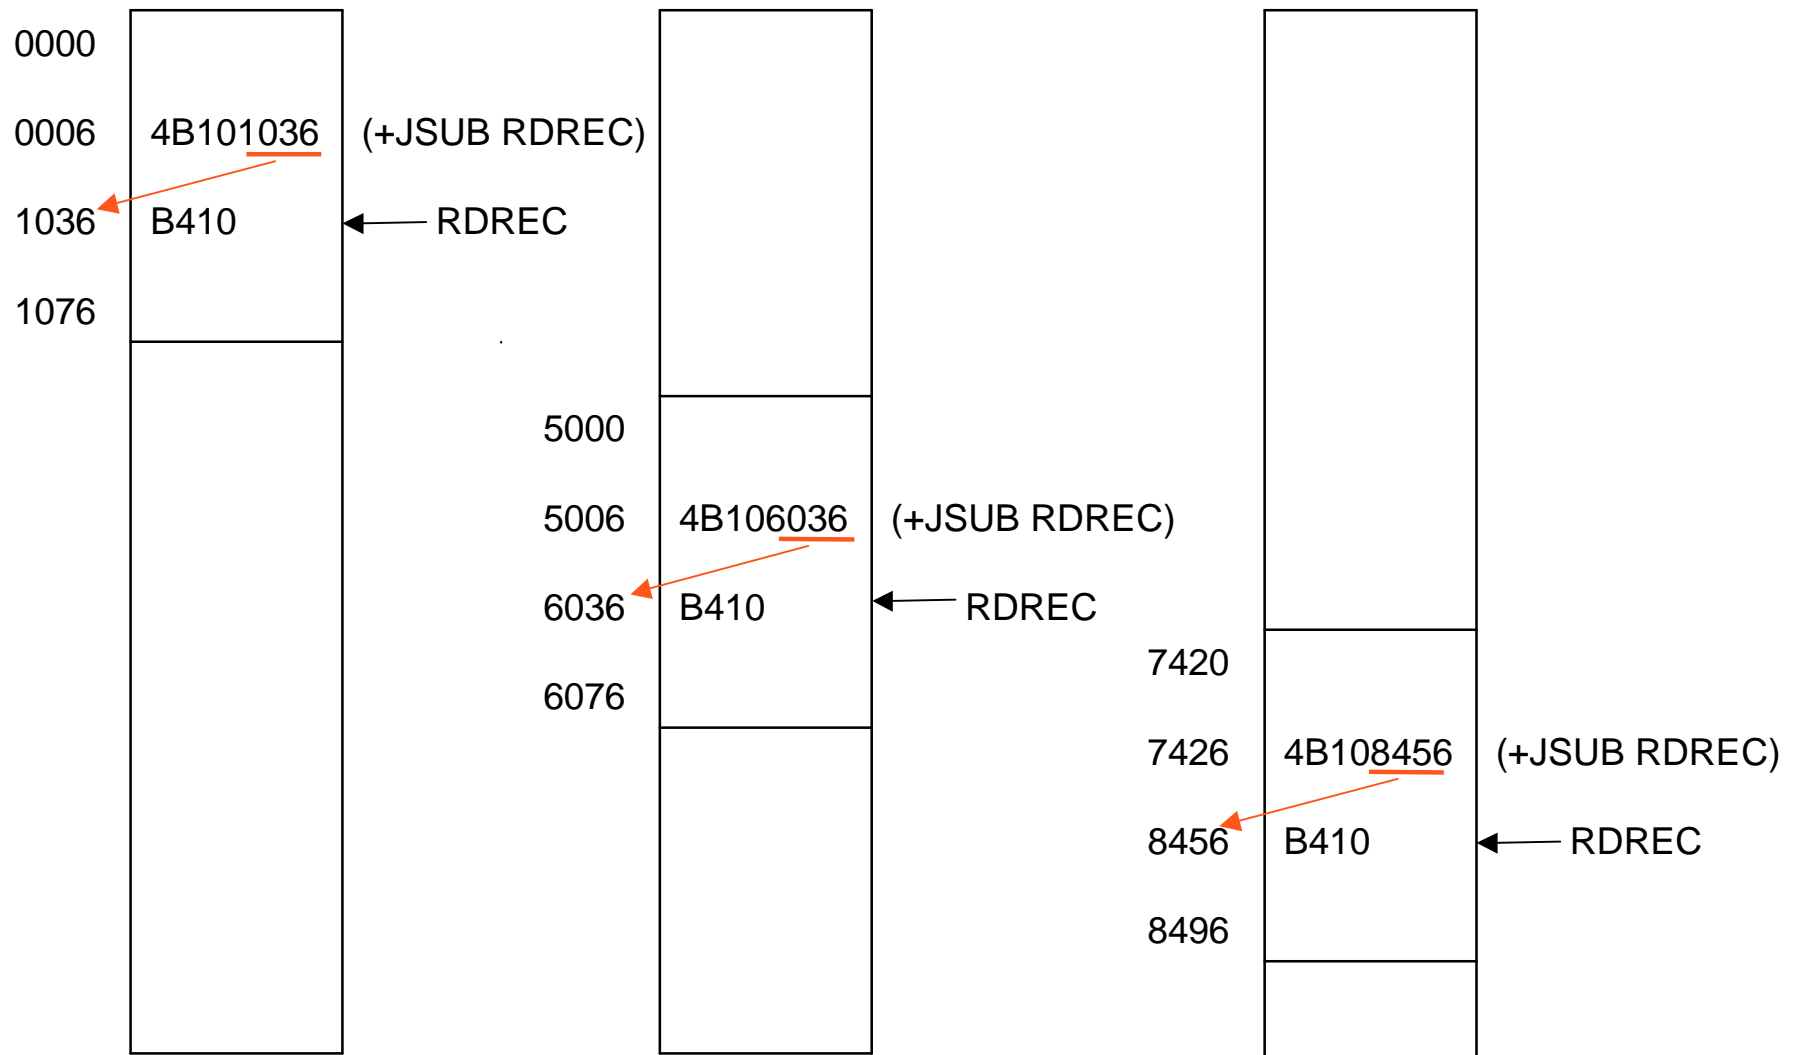 0000
0006 4B101036 (+JSUB RDREC)
1036 B410 RDREC
1076
5000
5006 4B106036 (+JSUB RDREC)
6036 B410 RDREC
6076
7420
7426 4B108456 (+JSUB RDREC)
8456 B410 RDREC
8496